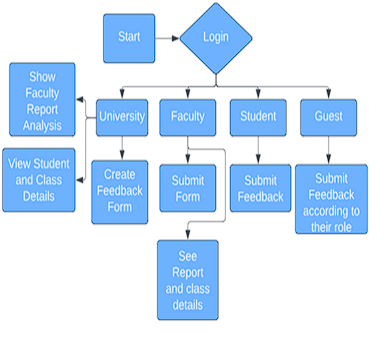 Start
Login
Show
Faculty
Report
Analysis
University
Faculty
Student
Guest
View Student
and Class
Details
Create
Feedback
Form
Submit
Form
Submit
Feedback
Submit
Feedback
according to
their role
See
Report
and class
details